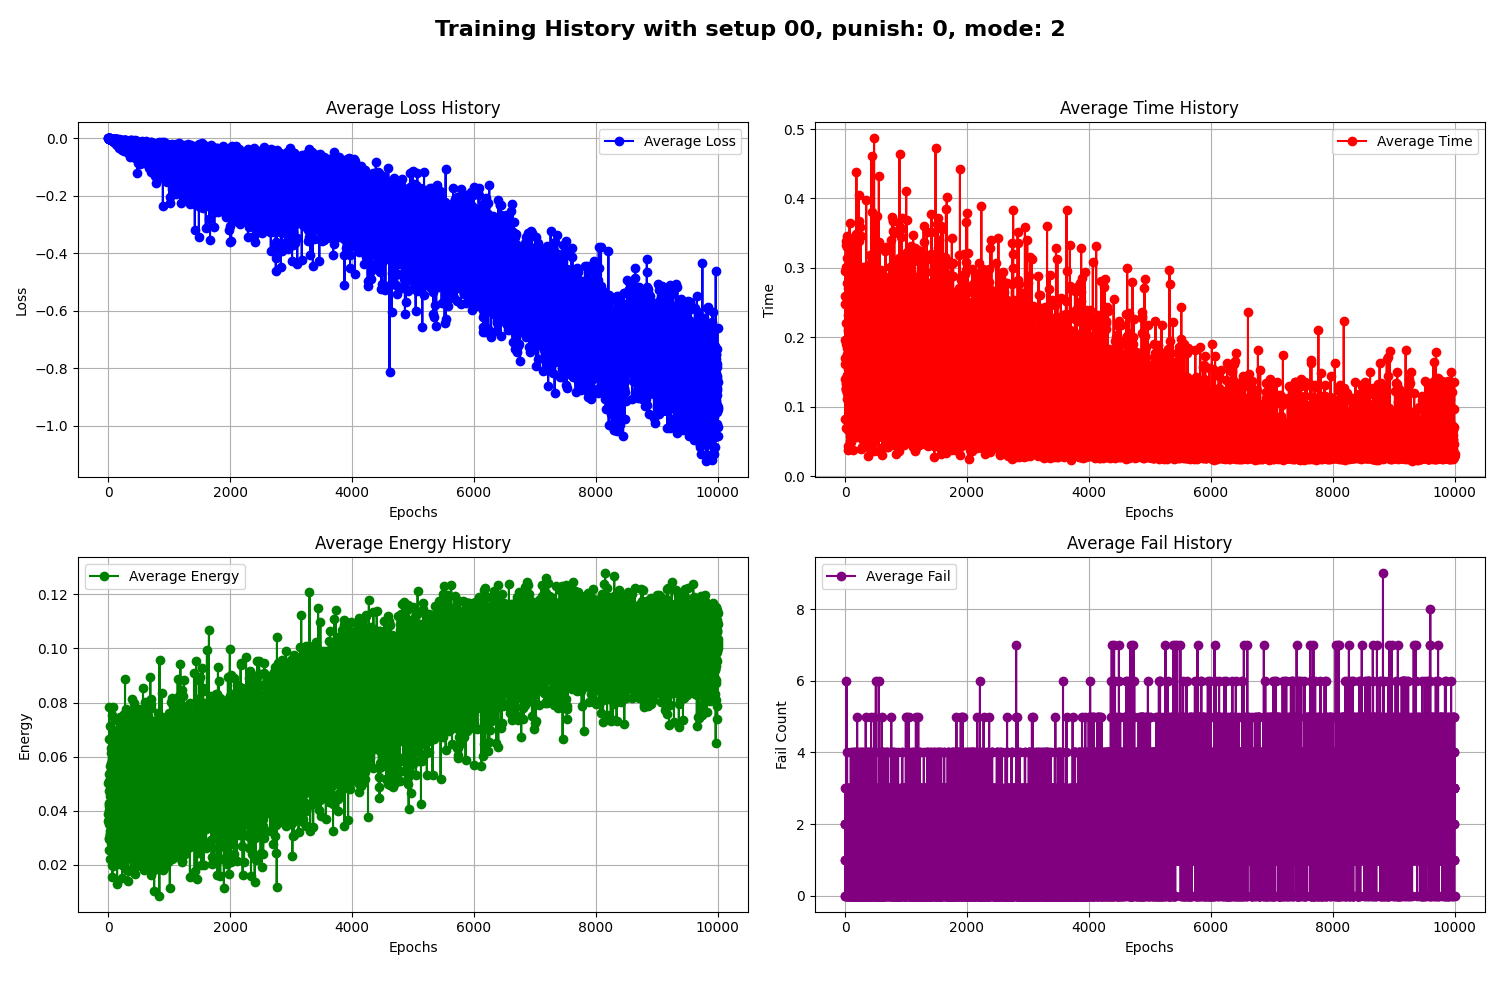 Training History with setup 00, punish: 0, mode: 2
Average Loss History
Average Loss
Loss
0.0
−0.2
−0.4
−0.6
−0.8
−1.0
0 2000 4000 6000 8000 10000
Epochs
Average Time History
Average Time
Time
0.5
0.4
0.3
0.2
0.1
0.0
0 2000 4000 6000 8000 10000
Epochs
Average Energy History
Average Energy
Energy
0.12
0.10
0.08
0.06
0.04
0.02
0 2000 4000 6000 8000 10000
Epochs
Average Fail History
Average Fail
Fail Count
8
6
4
2
0
0 2000 4000 6000 8000 10000
Epochs